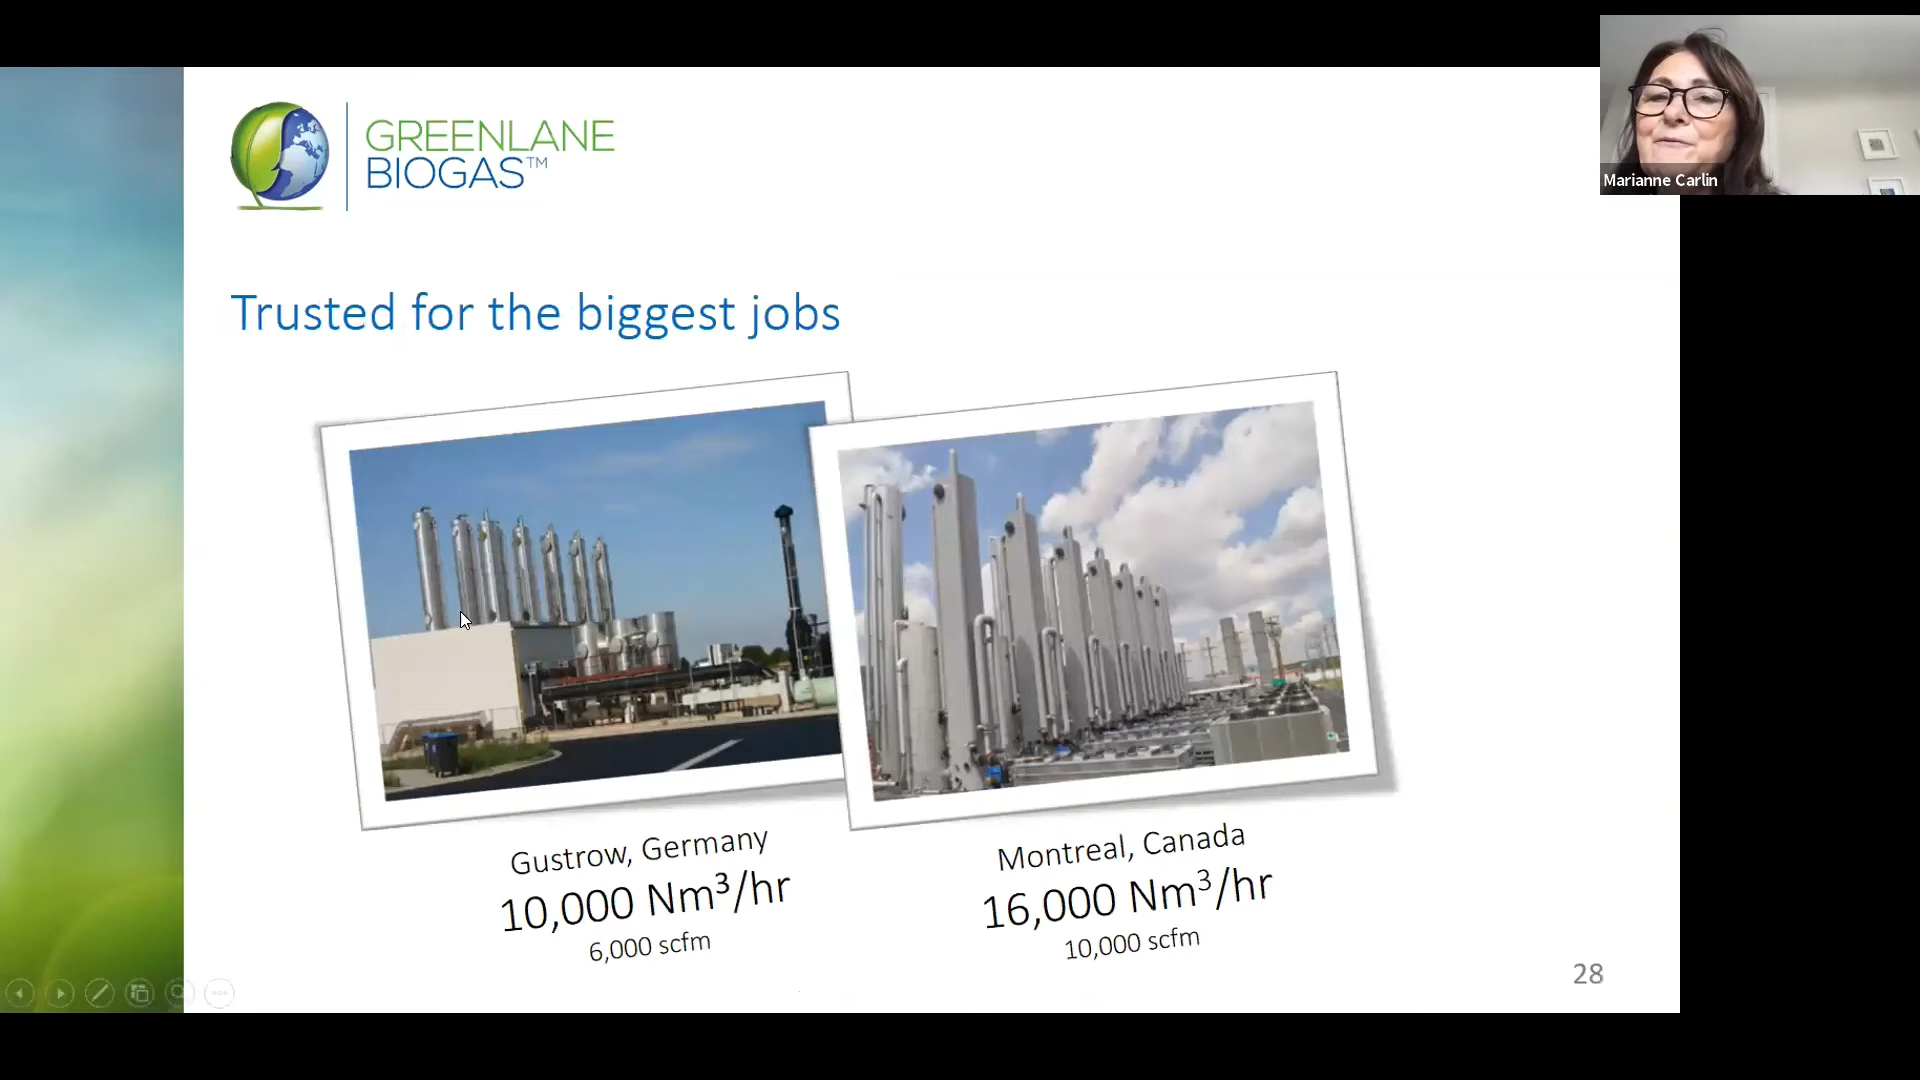 GREENLANE
BIOGAS™
Marianne Carlin
Trusted for the biggest jobs
Gustrow, Germany
10,000 Nm³/hr
6,000 scfm
Montreal, Canada
16,000 Nm³/hr
10,000 scfm
28